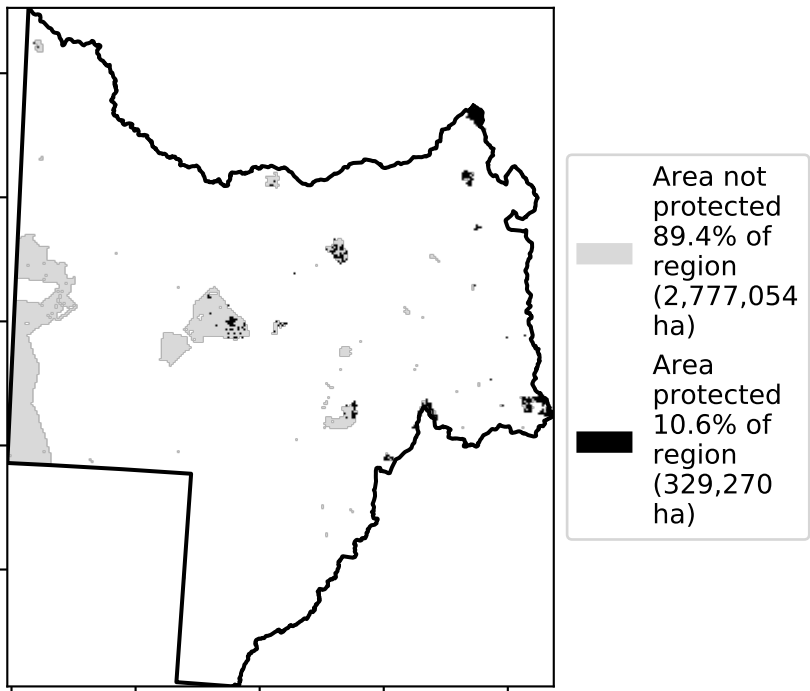 Area not
protected
89.4% of
region
(2,777,054
ha)
Area
protected
10.6% of
region
(329,270
ha)